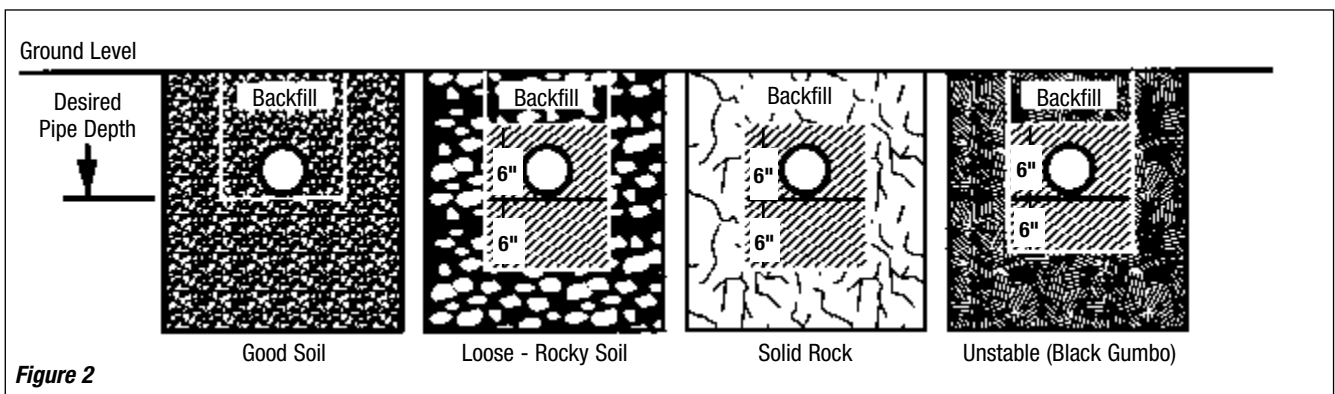 Ground Level
Desired
Pipe Depth
Backfill
Backfill
Backfill
Backfill
6"
6"
6"
6"
6"
6"
Good Soil
Loose - Rocky Soil
Solid Rock
Unstable (Black Gumbo)
Figure 2